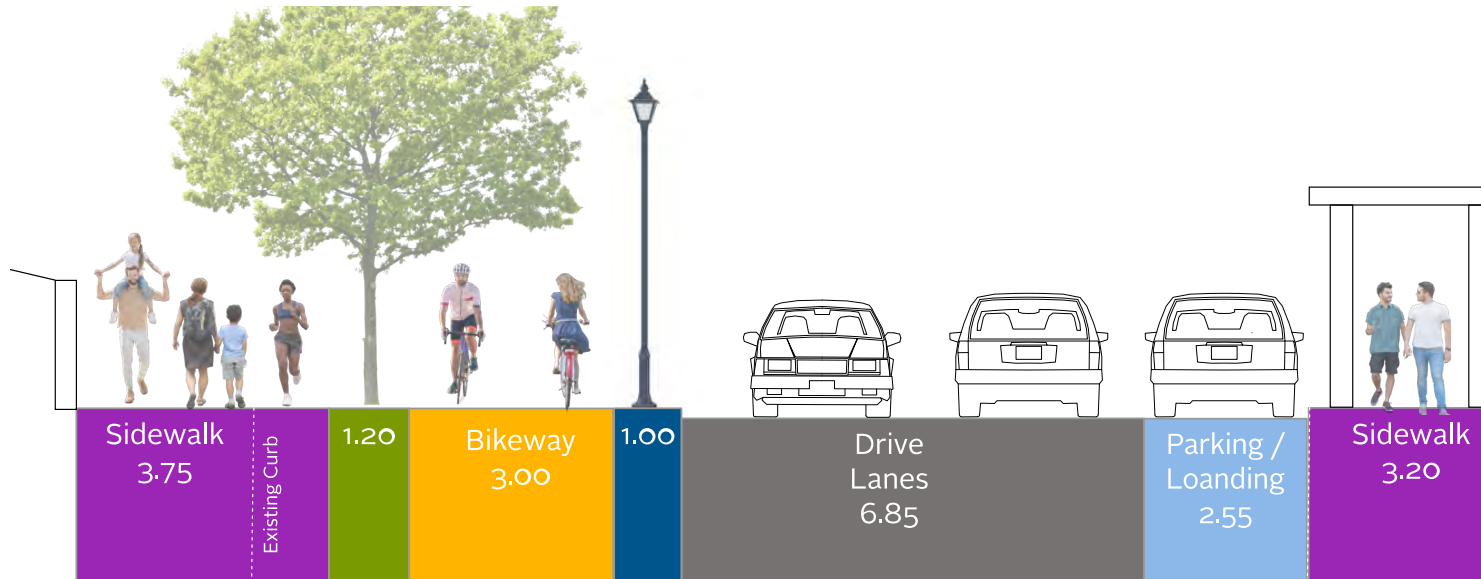 Sidewalk
3.75
Existing Curb
1.20
Bikeway
3.00
1.00
Drive
Lanes
6.85
Parking /
Loanding
2.55
Sidewalk
3.20